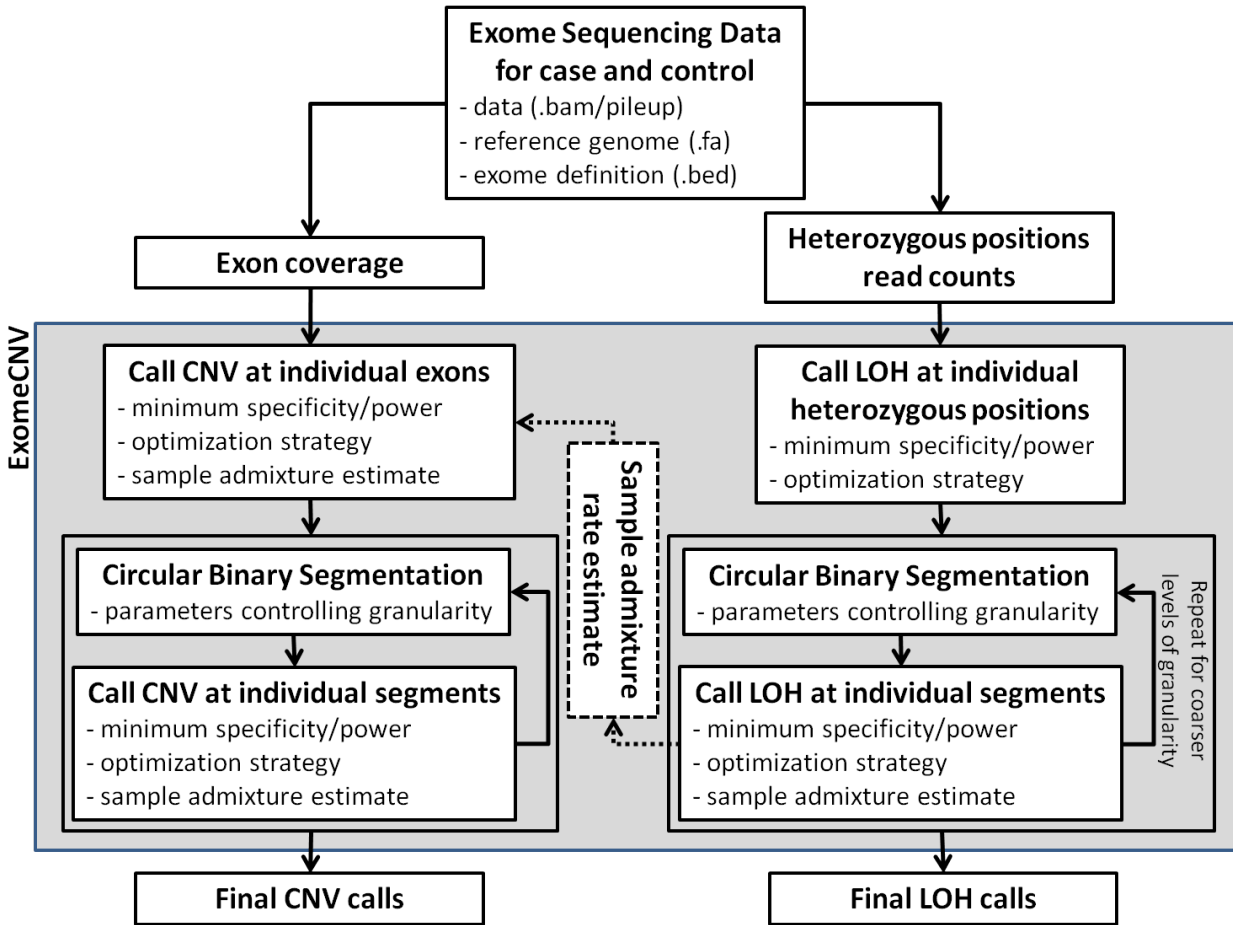 Exome Sequencing Data
for case and control
- data (.bam/pileup)
- reference genome (.fa)
- exome definition (.bed)
Exon coverage
Heterozygous positions
read counts
ExomeCNV
Call CNV at individual exons
- minimum specificity/power
- optimization strategy
- sample admixture estimate
Call LOH at individual
heterozygous positions
- minimum specificity/power
- optimization strategy
Sample admixture
rate estimate
Circular Binary Segmentation
- parameters controlling granularity
Call CNV at individual segments
- minimum specificity/power
- optimization strategy
- sample admixture estimate
Circular Binary Segmentation
- parameters controlling granularity
Call LOH at individual segments
- minimum specificity/power
- optimization strategy
- sample admixture estimate
Repeat for coarser
levels of granularity
Final CNV calls
Final LOH calls